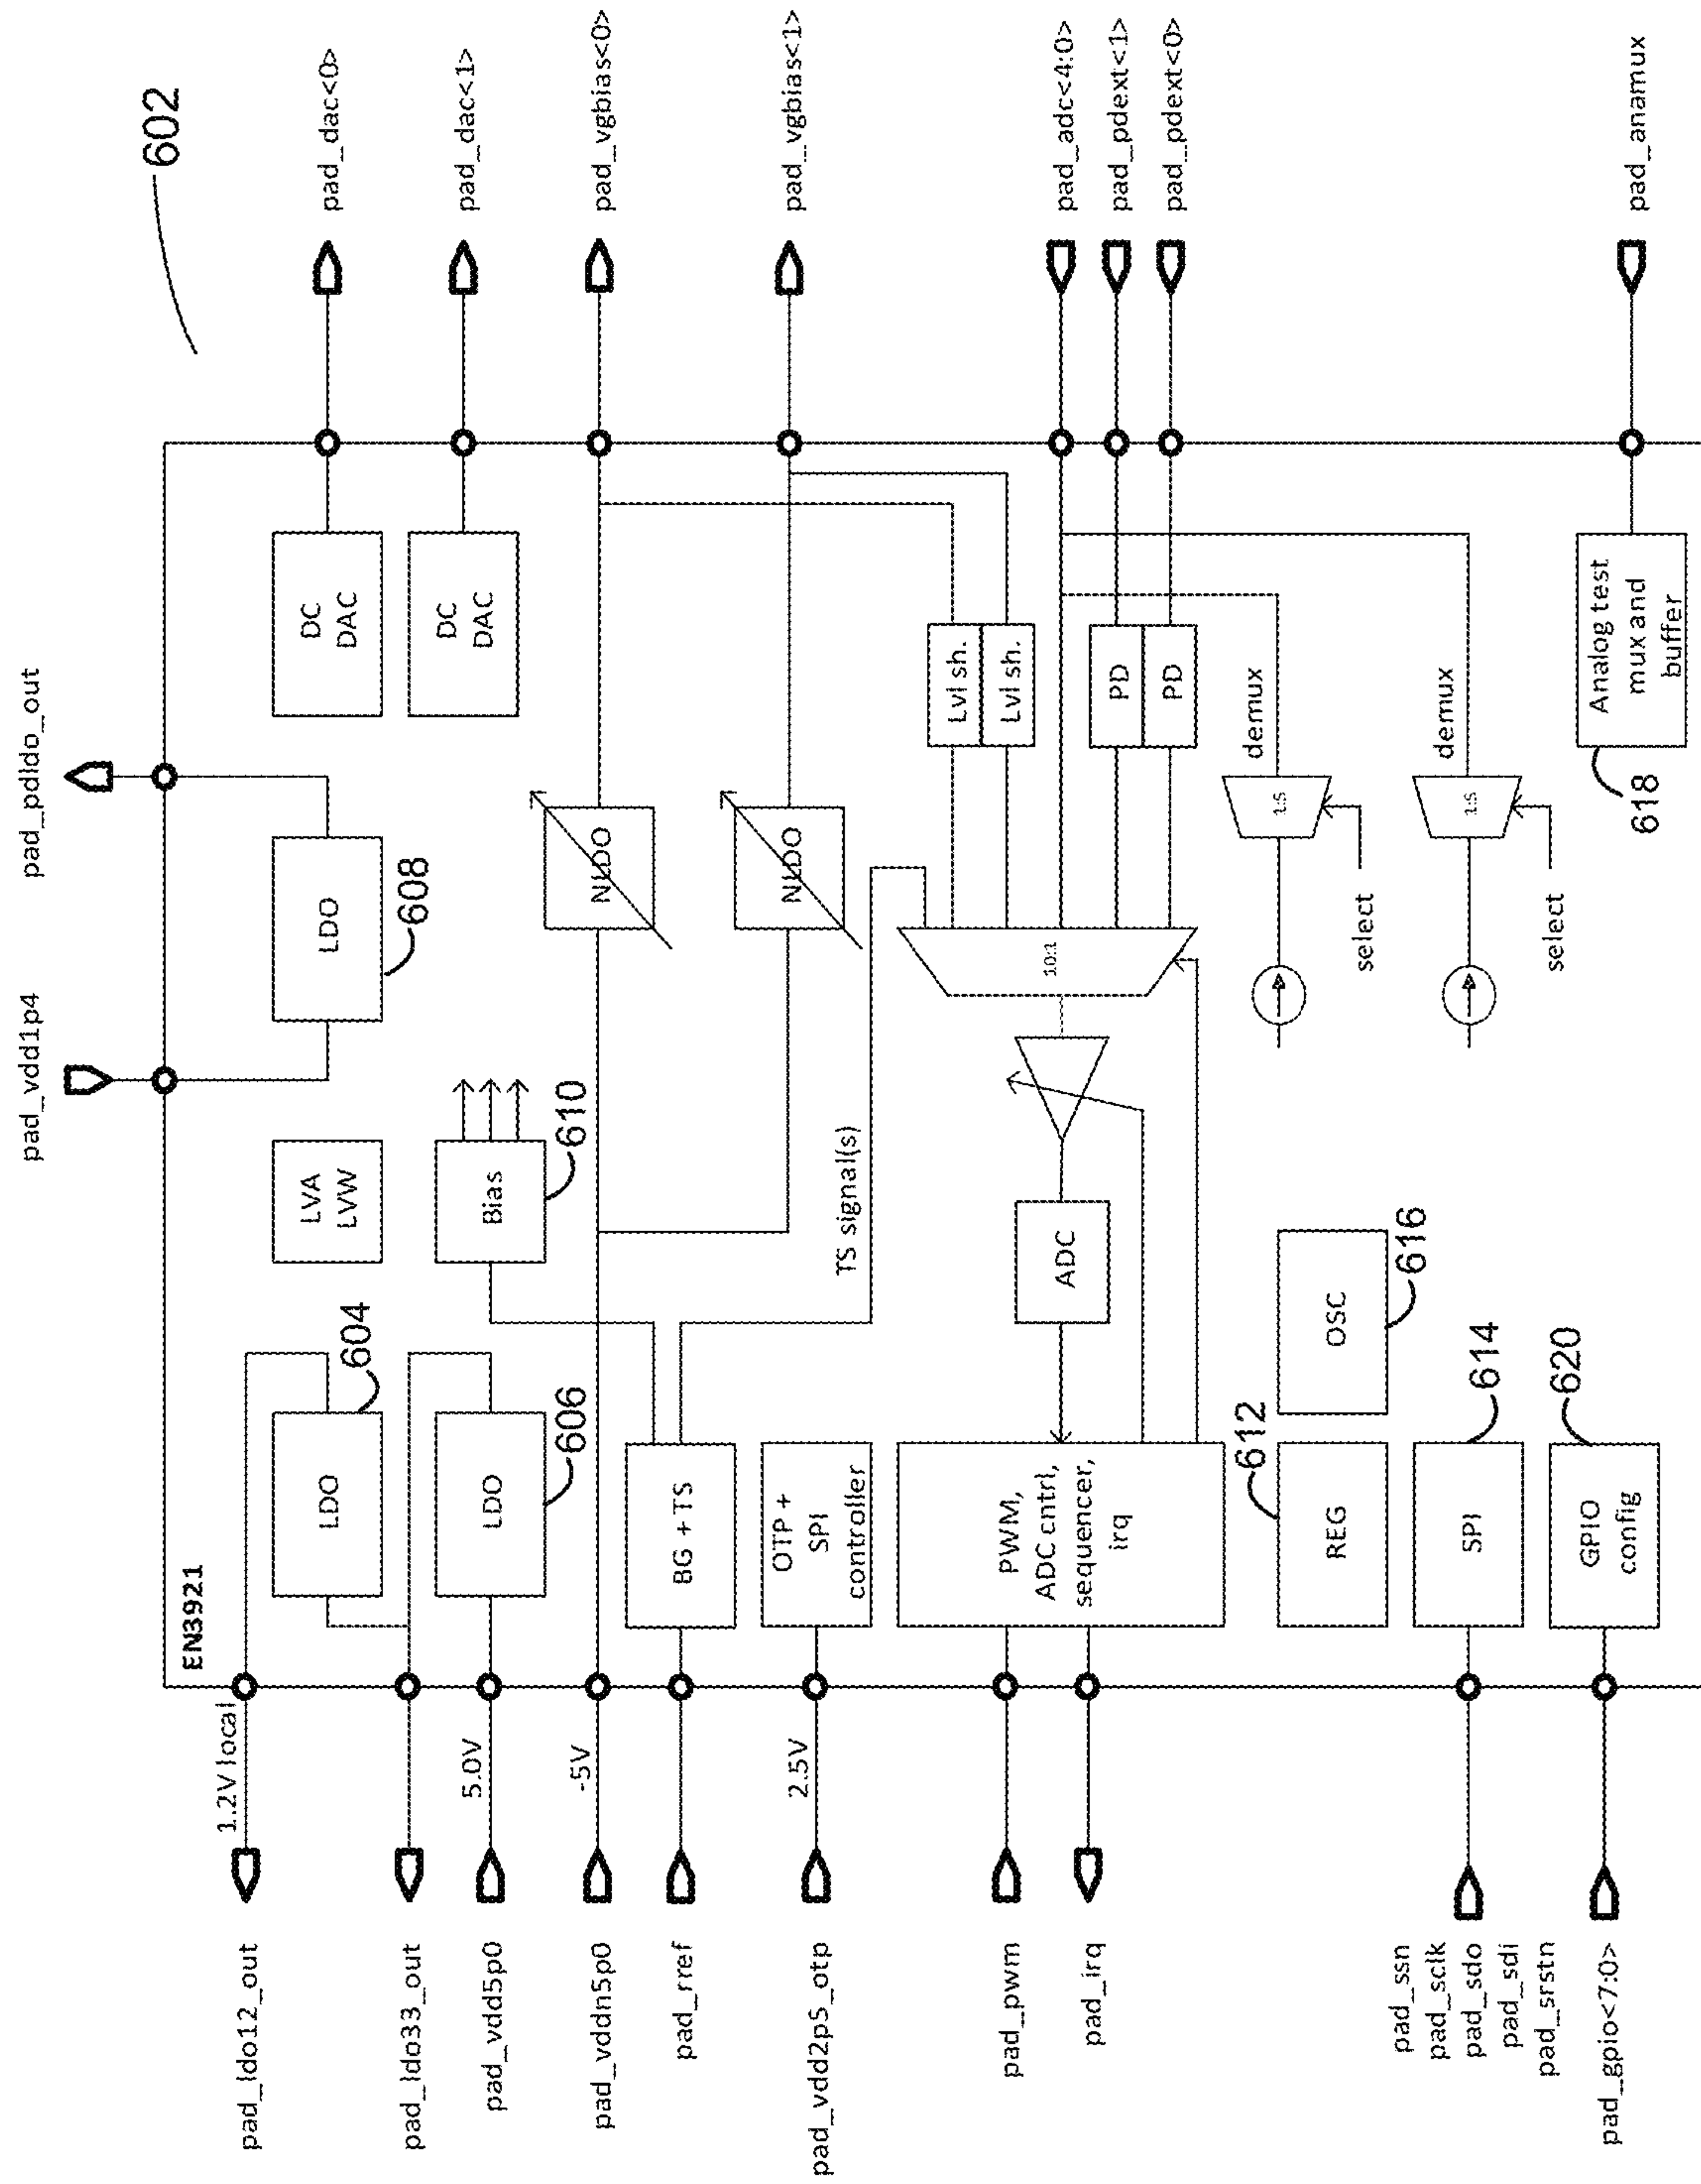 602
pad_vdd1p4
pad_pdldo_out
EN3921
pad_ldo12_out
1.2V local
LDO
604
LVA
LVW
LDO
608
DC
DAC
pad_dac<0>
pad_ldo33_out
pad_vdd5p0
5.0V
LDO
606
Bias
610
DC
DAC
pad_dac<1>
pad_vddn5p0
-5V
NLDO
pad_vgbias<0>
pad_rref
BG + TS
NLDO
pad_vgbias<1>
pad_vdd2p5_otp
2.5V
OTP +
SPI
controller
TS signal(s)
Lvl sh.
Lvl sh.
pad_pwm
pad_irq
PWM,
ADC cntrl,
sequencer,
irq
ADC
10:1
pad_adc<4:0>
PD
pad_pdext<1>
PD
pad_pdext<0>
612
REG
OSC
616
1:5
demux
select
pad_ssn
pad_sclk
pad_sdo
pad_sdi
pad_srstn
SPI
614
1:5
demux
select
pad_gpio<7:0>
GPIO
config
620
618
Analog test
mux and
buffer
pad_anamux